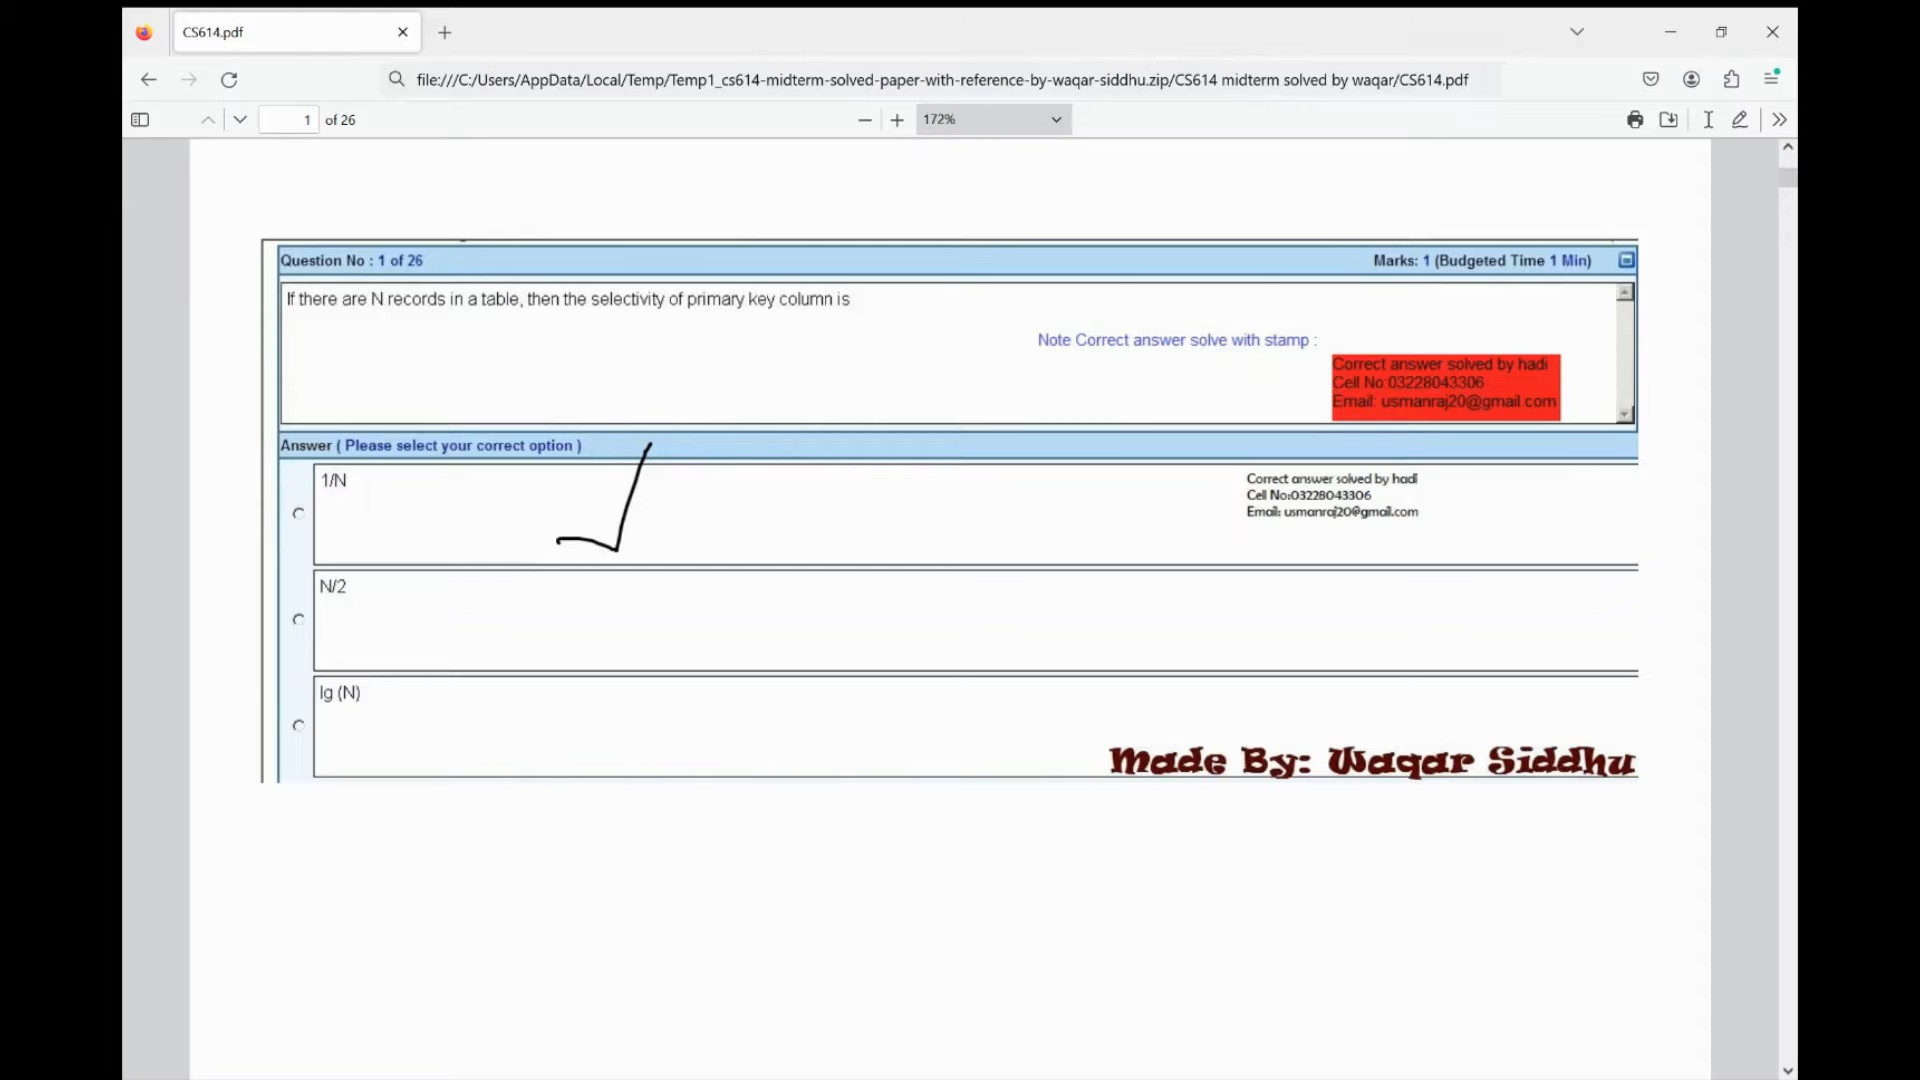 CS614.pdf
file:///C:/Users/AppData/Local/Temp/Temp1_cs614-midterm-solved-paper-with-reference-by-waqar-siddhu.zip/CS614 midterm solved by waqar/CS614.pdf
1 of 26
172%
Question No : 1 of 26 Marks: 1 (Budgeted Time 1 Min)
If there are N records in a table, then the selectivity of primary key column is
Note Correct answer solve with stamp :
Correct answer solved by hadi
Cell No:03228043306
Email: usmanraj20@gmail.com
Answer ( Please select your correct option )
1/N
Correct answer solved by hadi
Cell No:03228043306
Email: usmanraj20@gmail.com
N/2
lg (N)
Made By: Waqar Siddhu